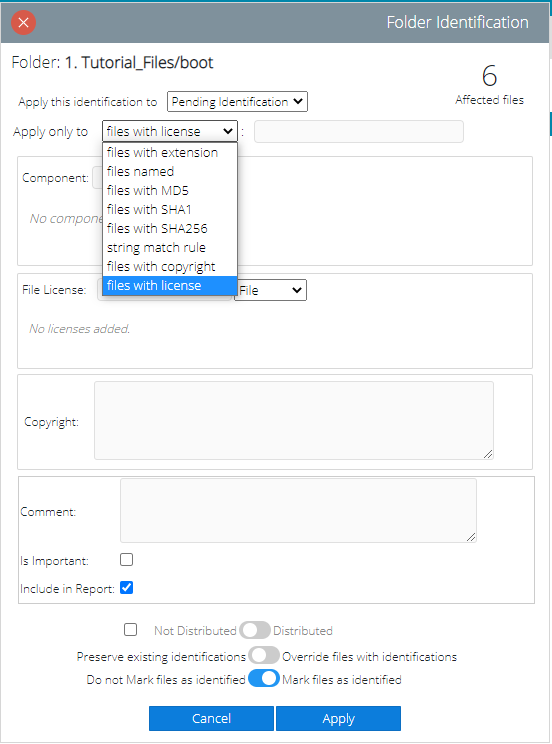 Folder Identification
Folder: 1. Tutorial_Files/boot
6
Affected files
Apply this identification to Pending Identification
Apply only to files with license :
files with extension
files named
files with MD5
files with SHA1
files with SHA256
string match rule
files with copyright
files with license
Component:
No compone
File License: File
No licenses added.
Copyright:
Comment:
Is Important:
Include in Report:
Not Distributed Distributed
Preserve existing identifications Override files with identifications
Do not Mark files as identified Mark files as identified
Cancel Apply